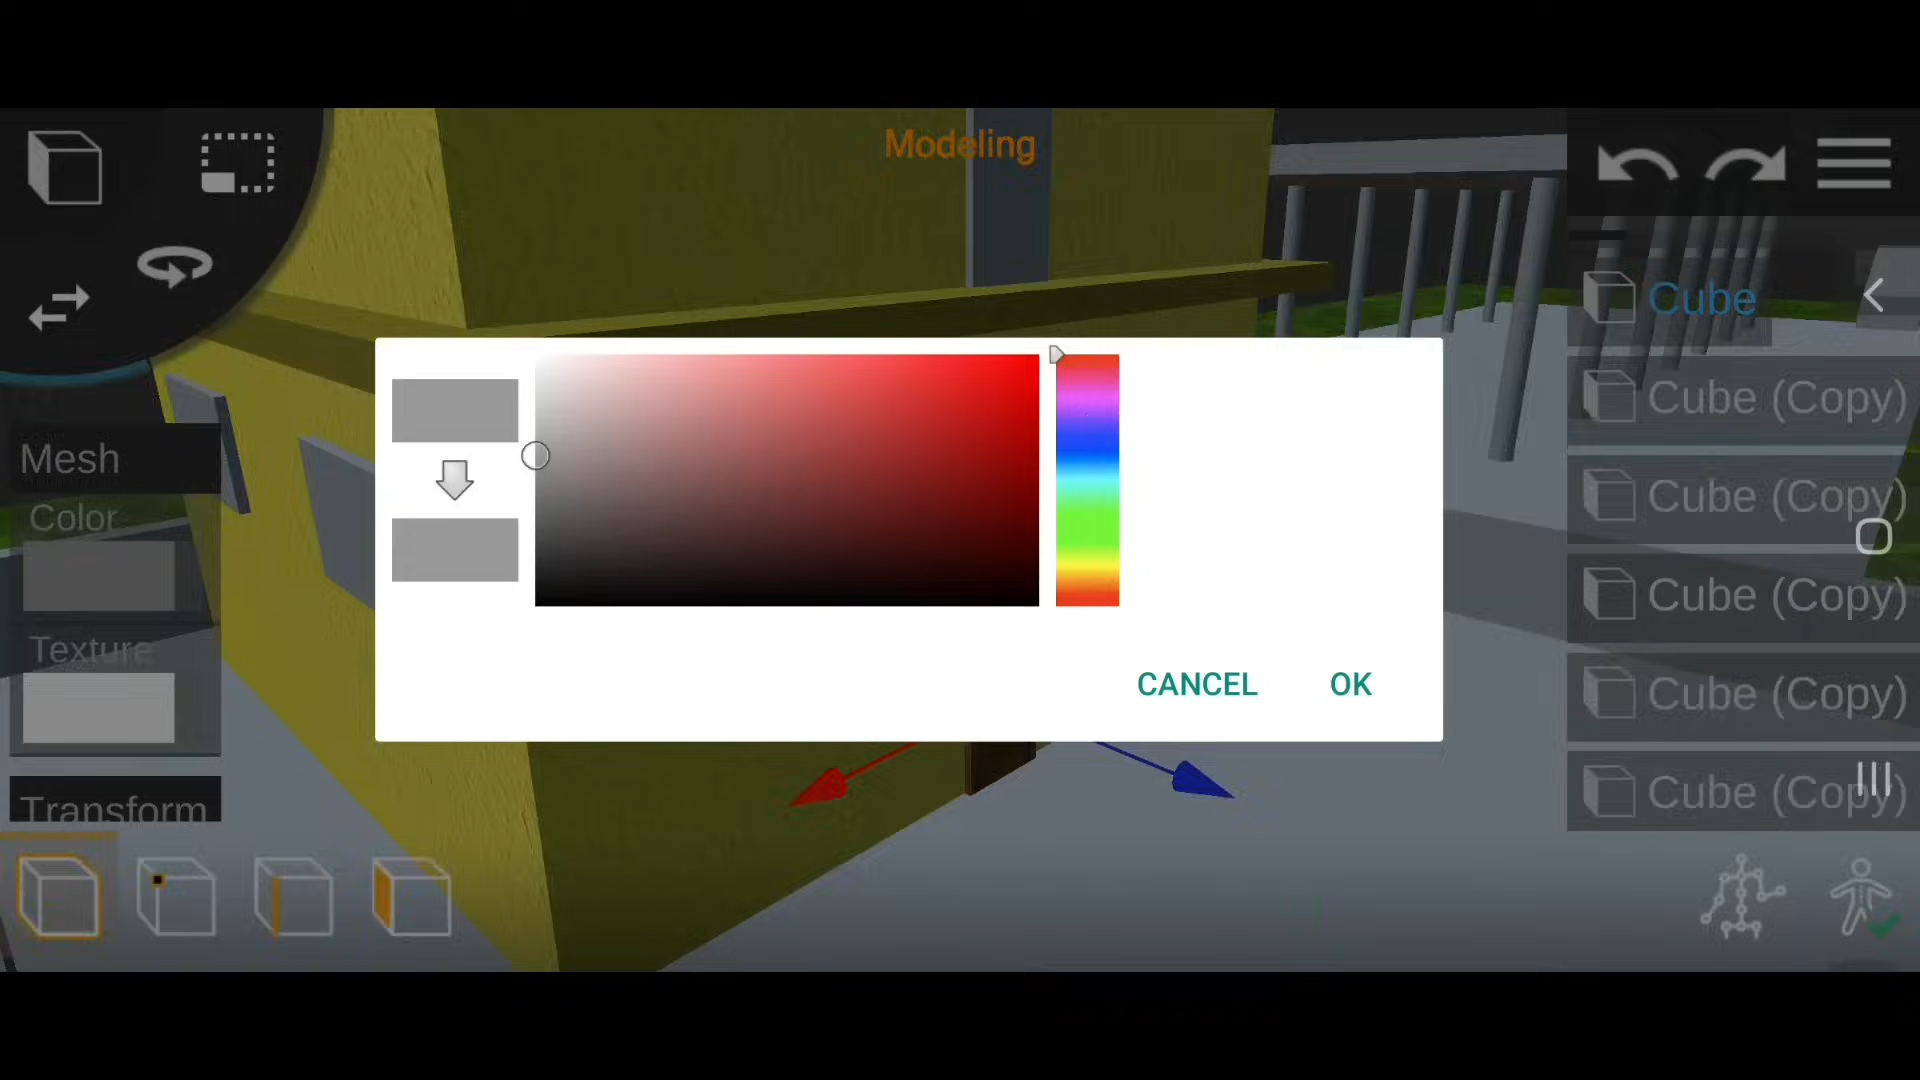 Modeling
Cube
Cube (Copy)
Cube (Copy)
Cube (Copy)
Cube (Copy)
Cube (Copy)
Mesh
Color
Texture
Transform
CANCEL
OK